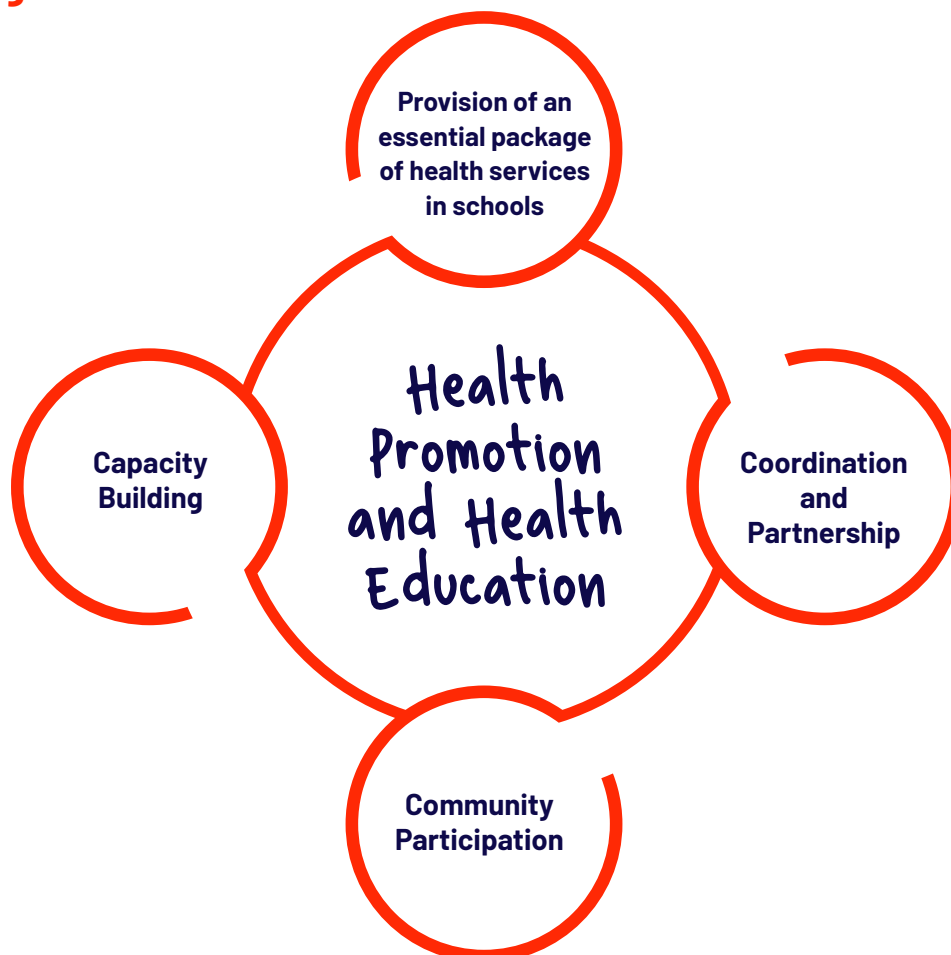 Provision of an
essential package
of health services
in schools
Health
Promotion
and Health
Education
Capacity
Building
Coordination
and
Partnership
Community
Participation